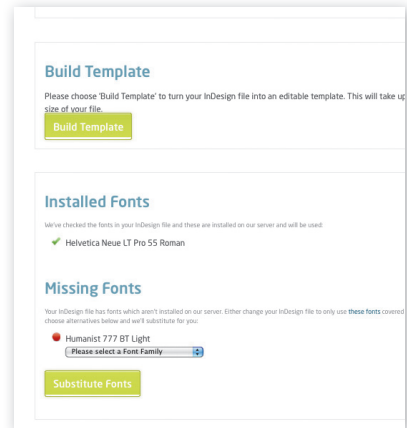 Build Template
Please choose 'Build Template' to turn your InDesign file into an editable template. This will take up
size of your file.
Build Template
Installed Fonts
We've checked the fonts in your InDesign file and these are installed on our server and will be used:
Helvetica Neue LT Pro 55 Roman
Missing Fonts
Your InDesign file has fonts which aren't installed on our server. Either change your InDesign file to only use these fonts covered
choose alternatives below and we'll substitute for you:
Humanist 777 BT Light
Please select a Font Family
Substitute Fonts